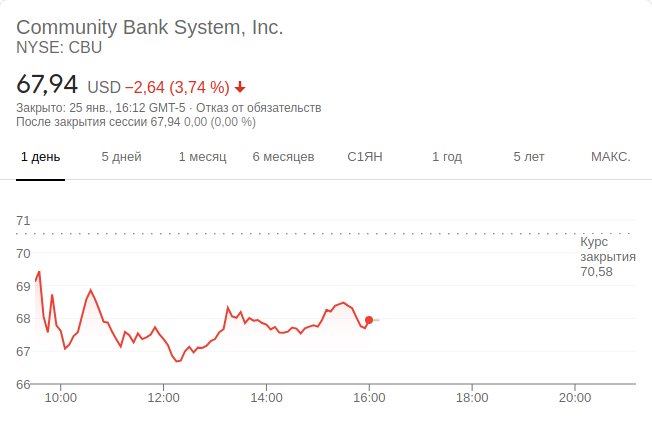 Community Bank System, Inc.
NYSE: CBU
67,94 USD −2,64 (3,74 %)
Закрыто: 25 янв., 16:12 GMT-5 · Отказ от обязательств
После закрытия сессии 67,94 0,00 (0,00 %)
1 день 5 дней 1 месяц 6 месяцев С1ЯН 1 год 5 лет МАКС.
71
Курс
закрытия
70,58
70
69
68
67
66
10:00 12:00 14:00 16:00 18:00 20:00